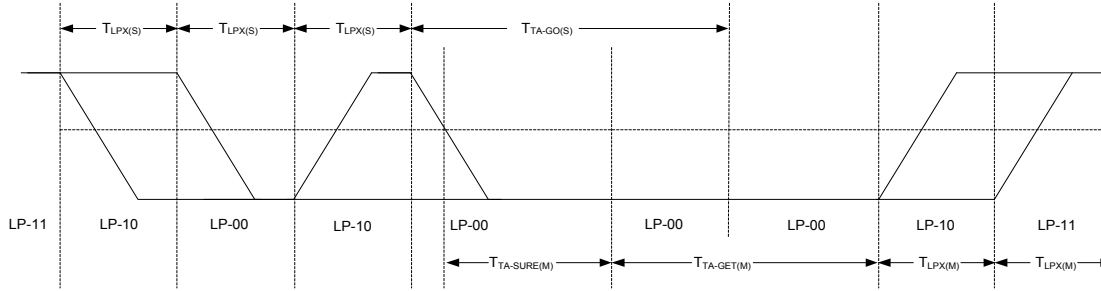 TLPX(S) TLPX(S) TLPX(S) TTA-GO(S)
LP-11 LP-10 LP-00 LP-10 LP-00 LP-00 LP-00 LP-10 LP-11
TTA-SURE(M) TTA-GET(M) TLPX(M) TLPX(M)